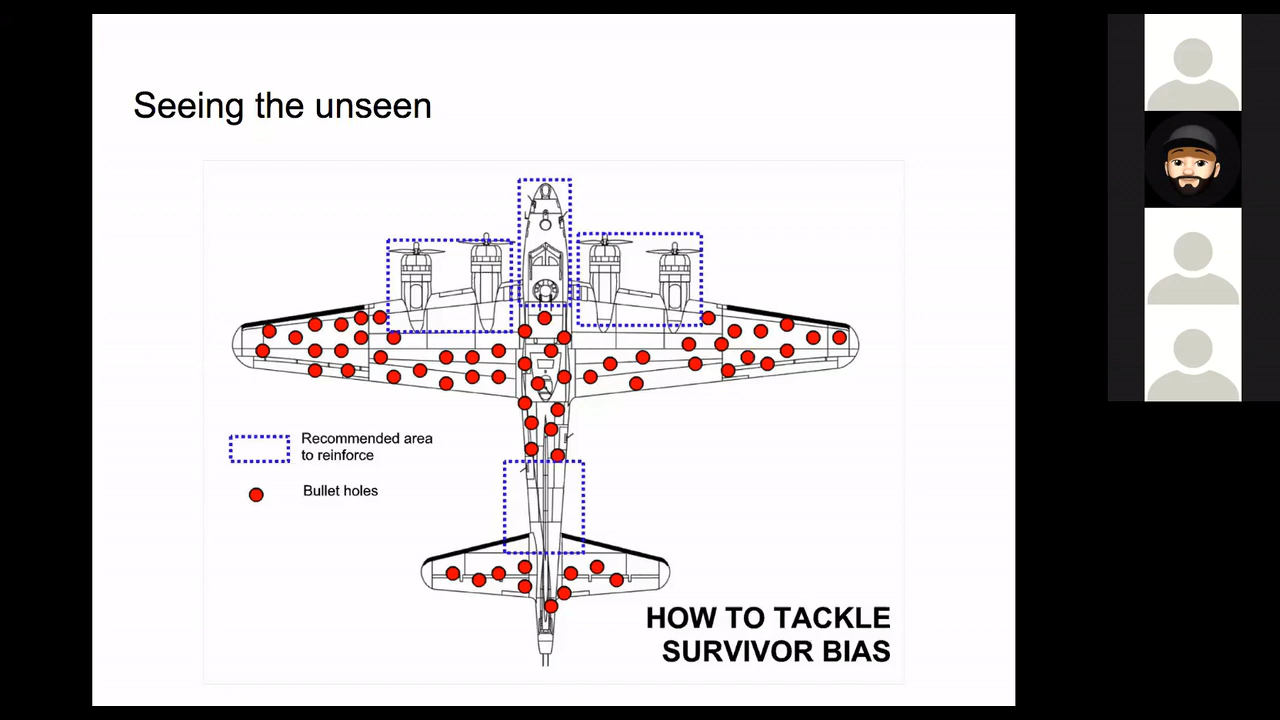 Seeing the unseen
Recommended area
to reinforce
Bullet holes
HOW TO TACKLE
SURVIVOR BIAS